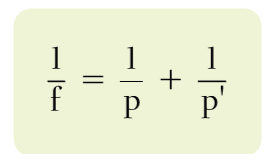 1/f = 1/p + 1/p'